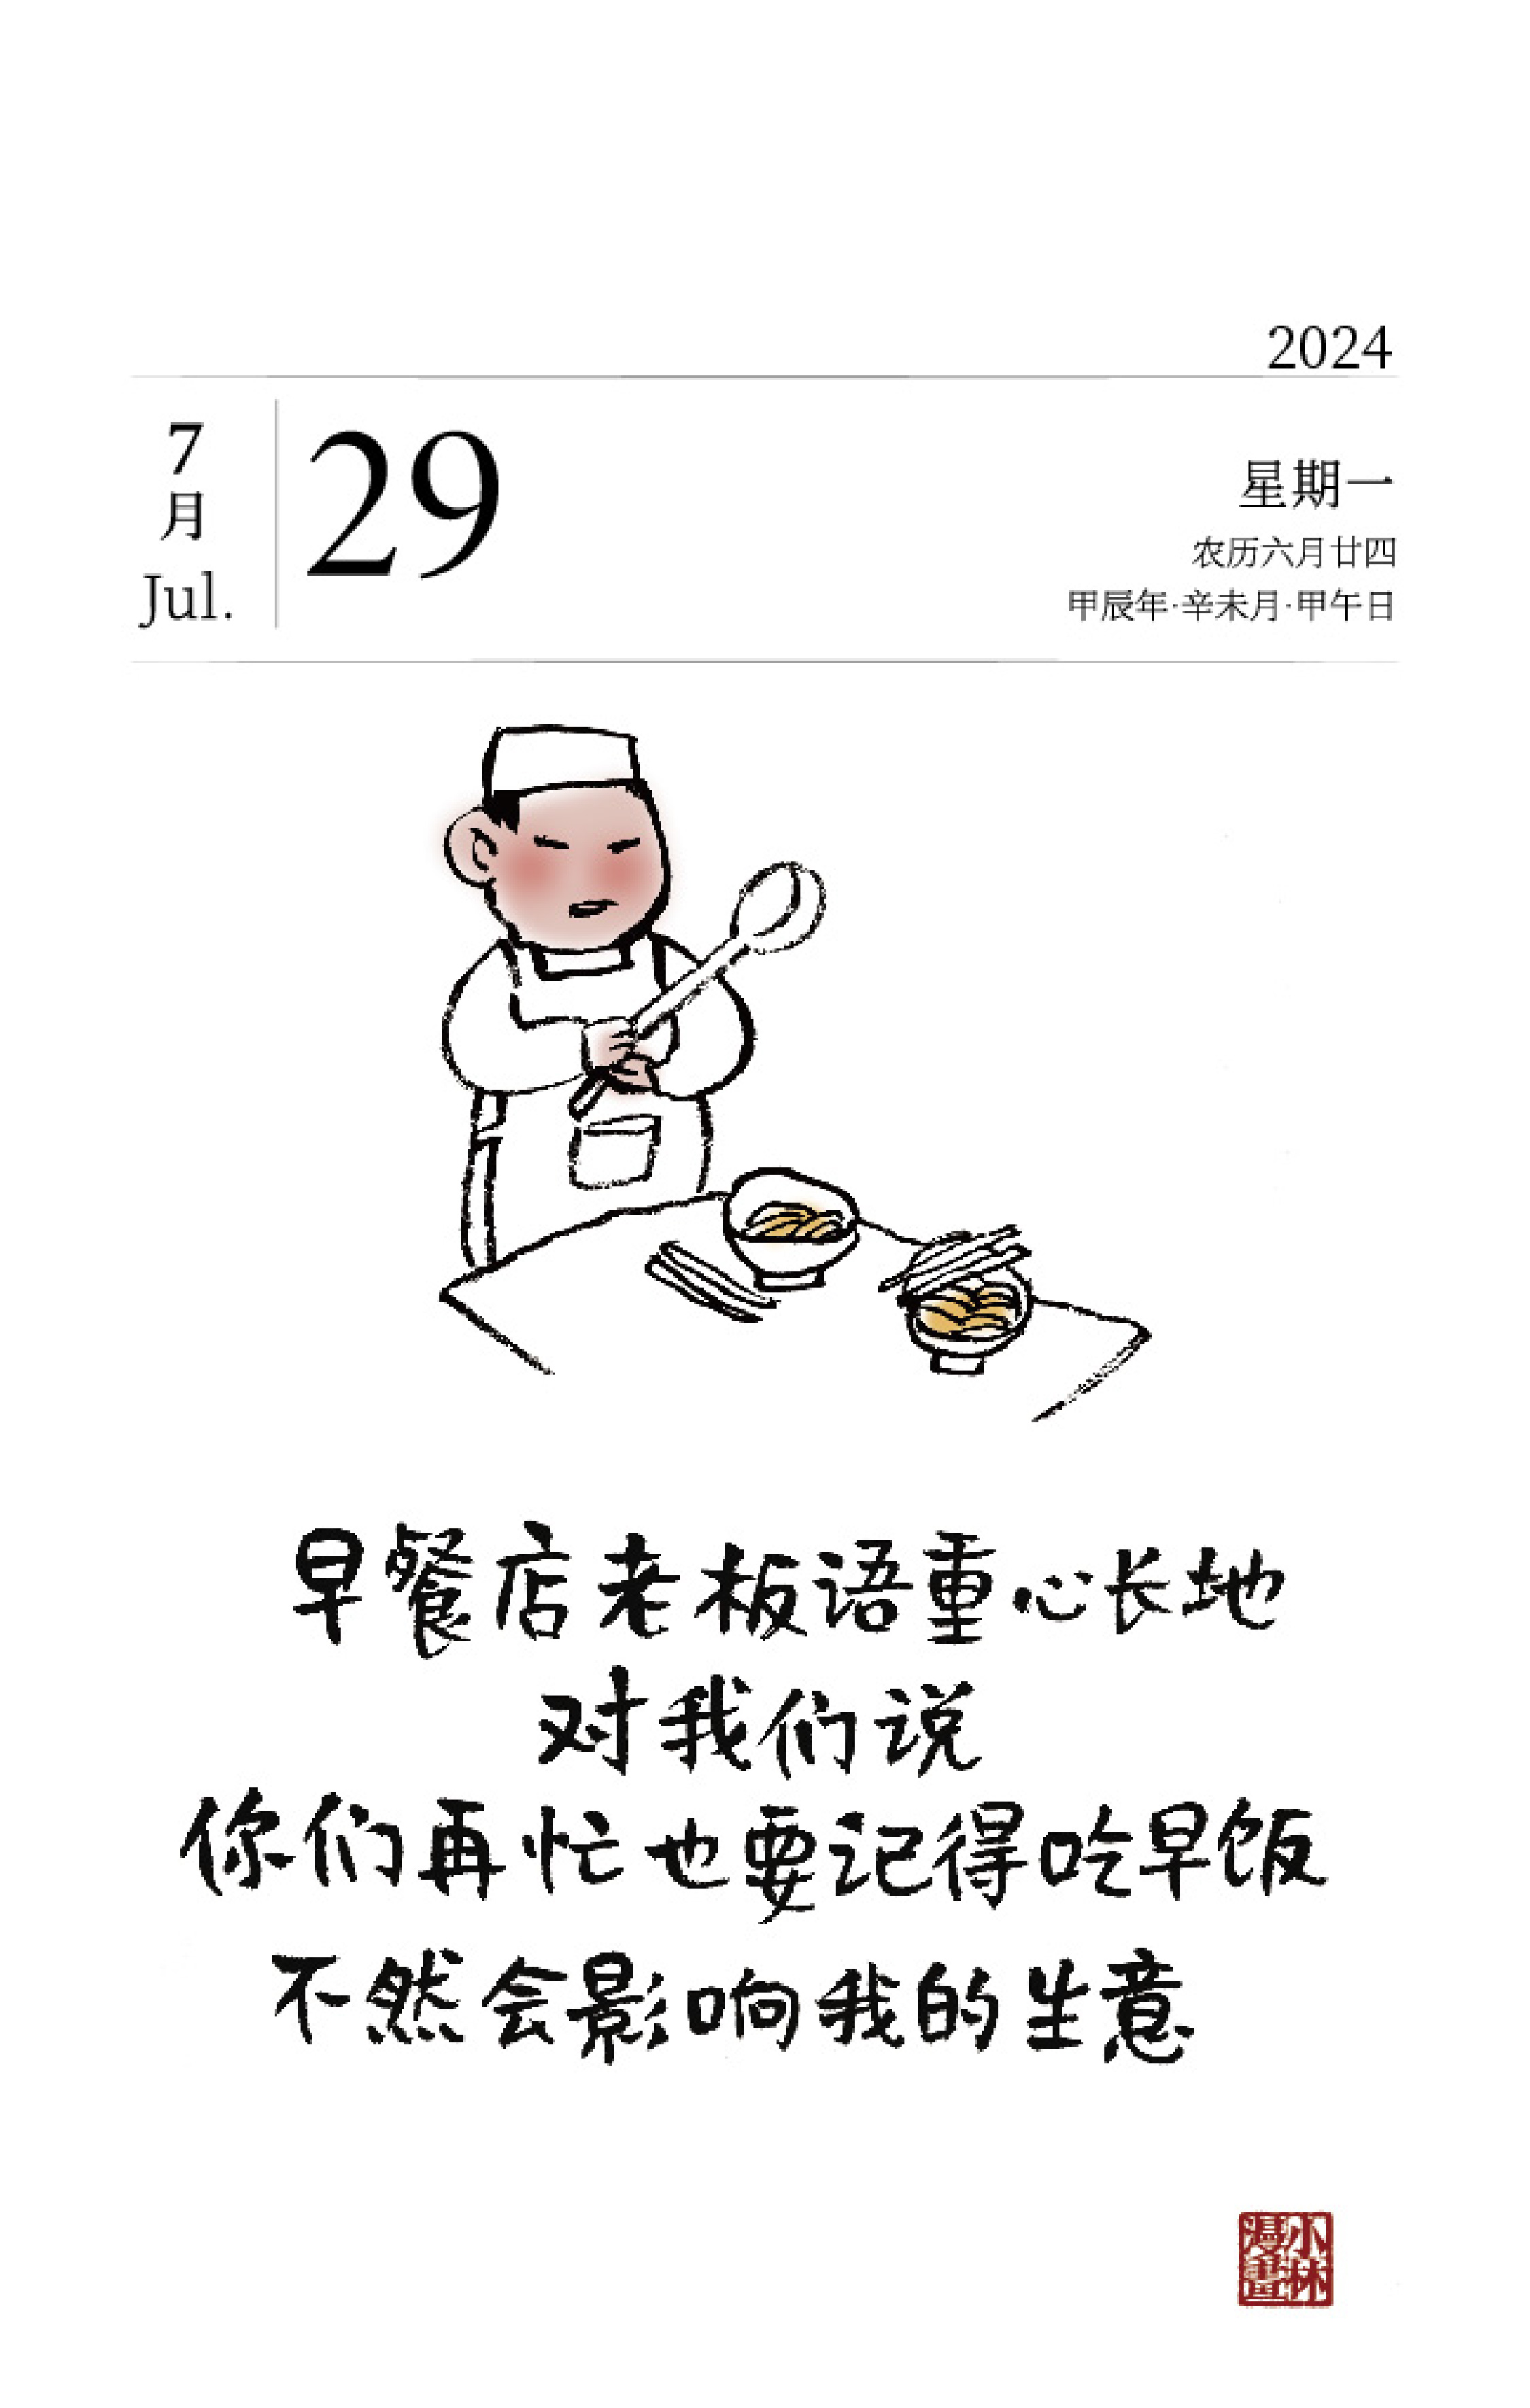 2024
7
月
Jul.
29
星期一
农历六月廿四
甲辰年·辛未月·甲午日
早餐店老板语重心长地
对我们说
你们再忙也要记得吃早饭
不然会影响我的生意
小林
漫画